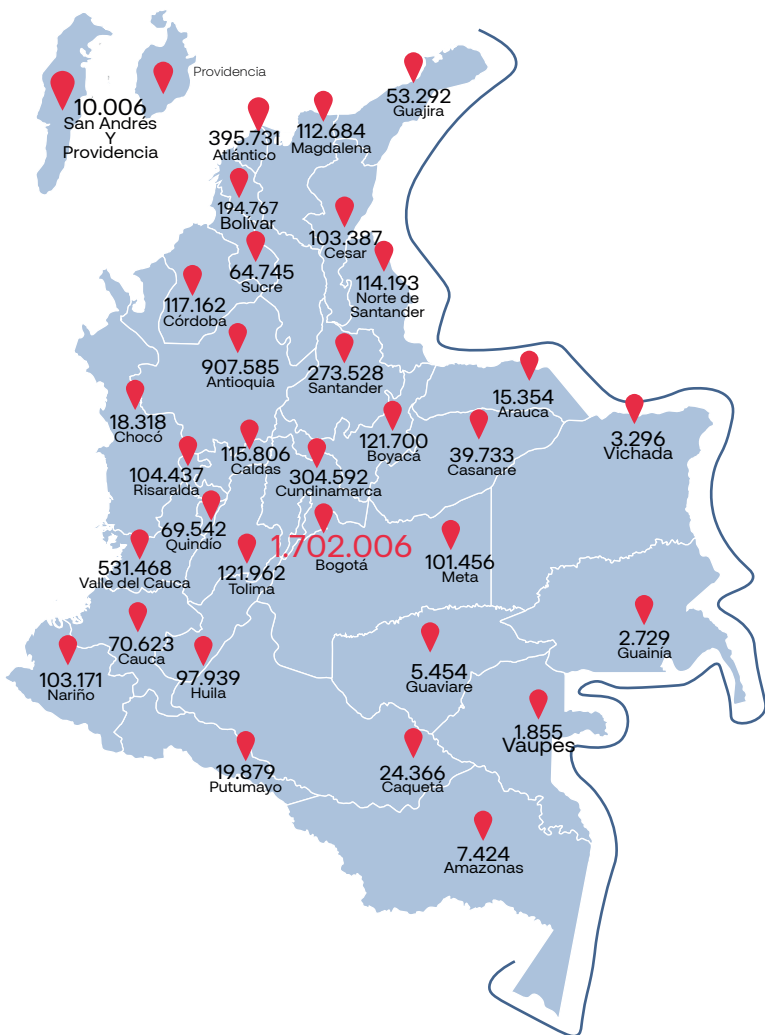 Providencia
10.006
San Andrés
Y
Providencia
53.292
Guajira
112.684
Magdalena
395.731
Atlántico
194.767
Bolívar
103.387
Cesar
64.745
Sucre
114.193
Norte de
Santander
117.162
Córdoba
907.585
Antioquia
273.528
Santander
15.354
Arauca
18.318
Chocó
121.700
Boyacá
39.733
Casanare
3.296
Vichada
115.806
Caldas
104.437
Risaralda
304.592
Cundinamarca
69.542
Quindío
1.702.006
Bogotá
101.456
Meta
531.468
Valle del Cauca
121.962
Tolima
70.623
Cauca
2.729
Guainía
103.171
Nariño
97.939
Huila
5.454
Guaviare
1.855
Vaupés
19.879
Putumayo
24.366
Caquetá
7.424
Amazonas